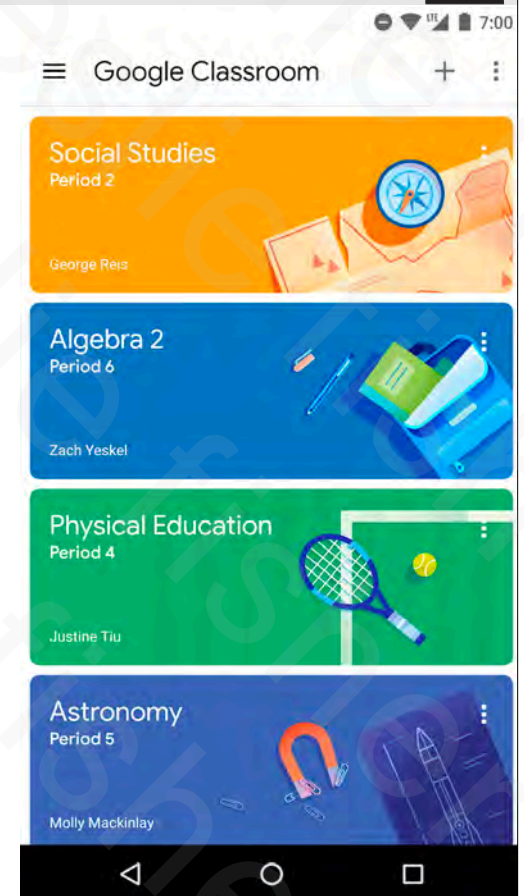 LTE 7:00
Google Classroom
Social Studies
Period 2
George Reis
Algebra 2
Period 6
Zach Yeskel
Physical Education
Period 4
Justine Tiu
Astronomy
Period 5
Molly Mackinlay